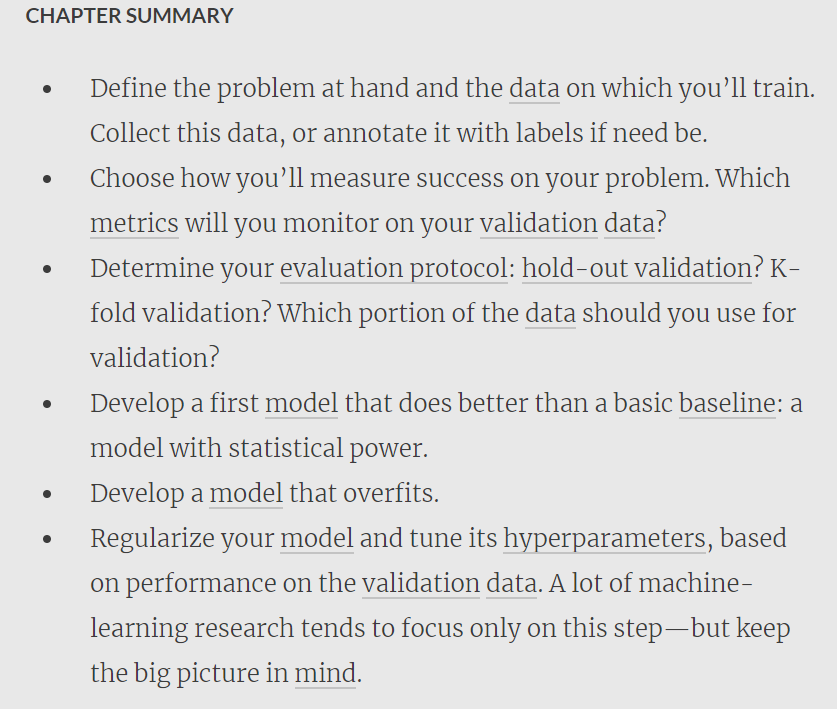 CHAPTER SUMMARY
• Define the problem at hand and the data on which you’ll train.
Collect this data, or annotate it with labels if need be.
• Choose how you’ll measure success on your problem. Which
metrics will you monitor on your validation data?
• Determine your evaluation protocol: hold-out validation? K-
fold validation? Which portion of the data should you use for
validation?
• Develop a first model that does better than a basic baseline: a
model with statistical power.
• Develop a model that overfits.
• Regularize your model and tune its hyperparameters, based
on performance on the validation data. A lot of machine-
learning research tends to focus only on this step—but keep
the big picture in mind.